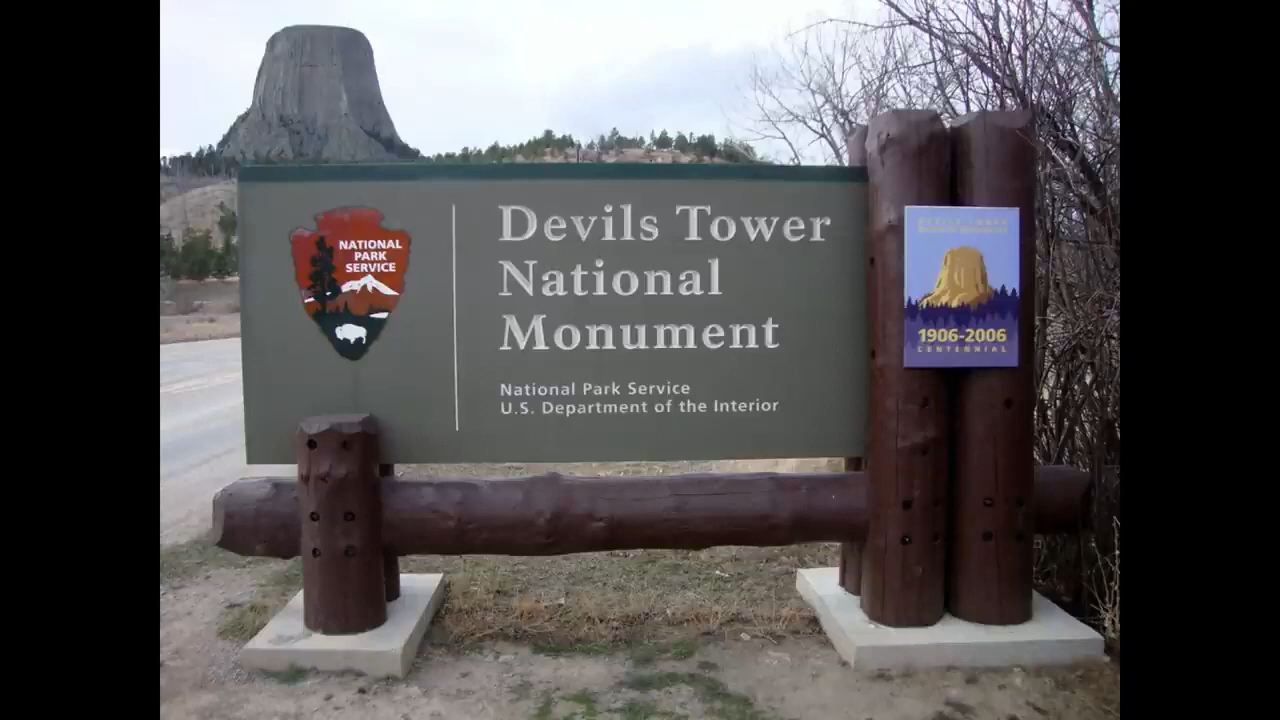 NATIONAL
PARK
SERVICE
Devils Tower
National
Monument
National Park Service
U.S. Department of the Interior
1906-2006
CENTENNIAL